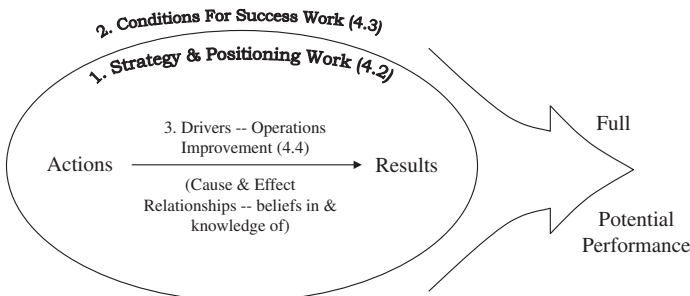 2. Conditions For Success Work (4.3)
1. Strategy & Positioning Work (4.2)
3. Drivers -- Operations
Improvement (4.4)
Actions
Results
(Cause & Effect
Relationships -- beliefs in &
knowledge of)
Full
Potential
Performance